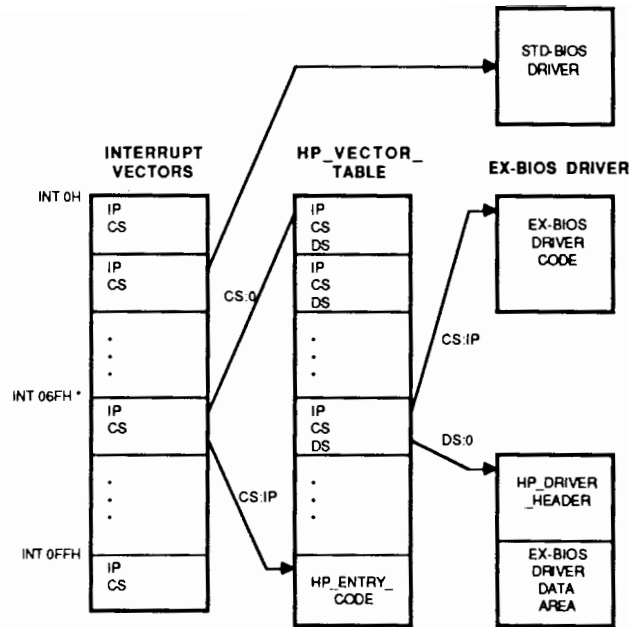 STD-BIOS
DRIVER
INTERRUPT
VECTORS
HP_VECTOR_
TABLE
EX-BIOS DRIVER
INT 0H
IP
CS
IP
CS
.
.
.
INT 06FH *
IP
CS
.
.
.
INT 0FFH
IP
CS
CS:0
CS:IP
IP
CS
DS
IP
CS
DS
.
.
.
IP
CS
DS
.
.
.
HP_ENTRY_
CODE
CS:IP
DS:0
EX-BIOS
DRIVER
CODE
HP_DRIVER
_HEADER
EX-BIOS
DRIVER
DATA
AREA